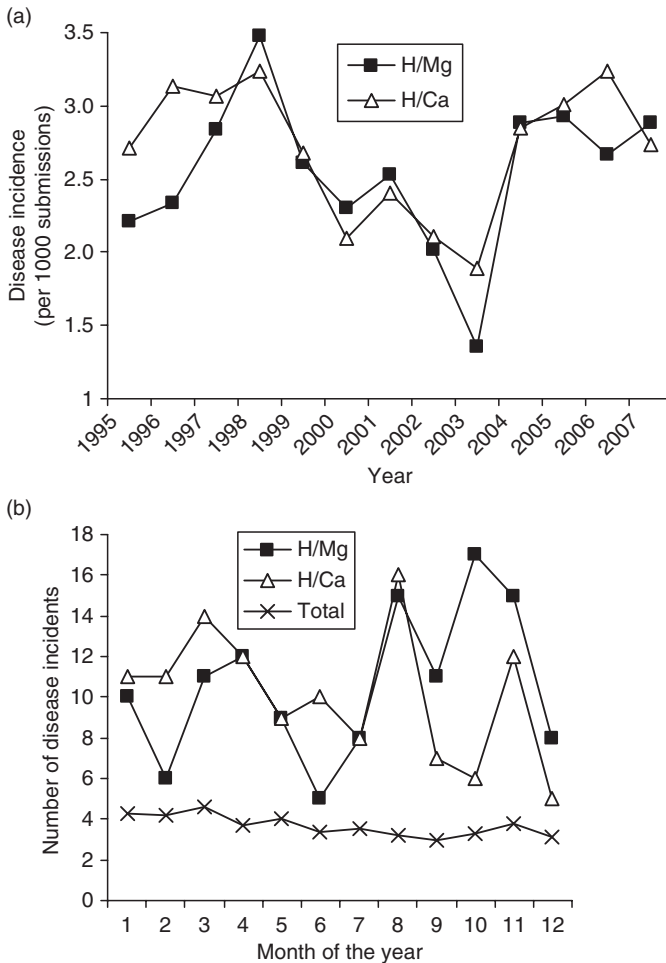 (a)
3.5
3.0
2.5
2.0
1.5
1
Disease incidence
(per 1000 submissions)
H/Mg
H/Ca
1995
1996
1997
1998
1999
2000
2001
2002
2003
2004
2005
2006
2007
Year
(b)
18
16
14
12
10
8
6
4
2
0
Number of disease incidents
H/Mg
H/Ca
Total
1 2 3 4 5 6 7 8 9 10 11 12
Month of the year